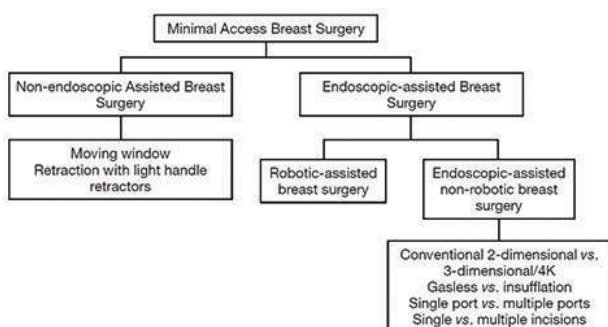 Minimal Access Breast Surgery
Non-endoscopic Assisted Breast
Surgery
Endoscopic-assisted Breast
Surgery
Moving window
Retraction with light handle
retractors
Robotic-assisted
breast surgery
Endoscopic-assisted
non-robotic breast
surgery
Conventional 2-dimensional vs.
3-dimensional/4K
Gasless vs. insufflation
Single port vs. multiple ports
Single vs. multiple incisions